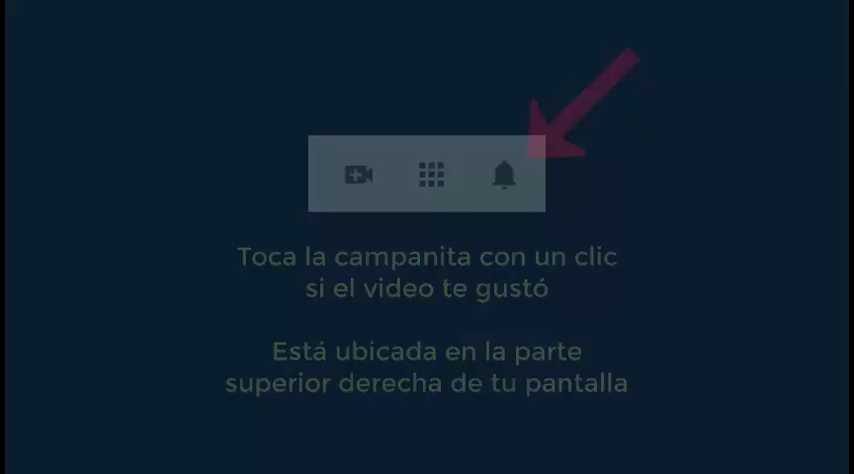 Toca la campanita con un clic
si el video te gustó
Está ubicada en la parte
superior derecha de tu pantalla